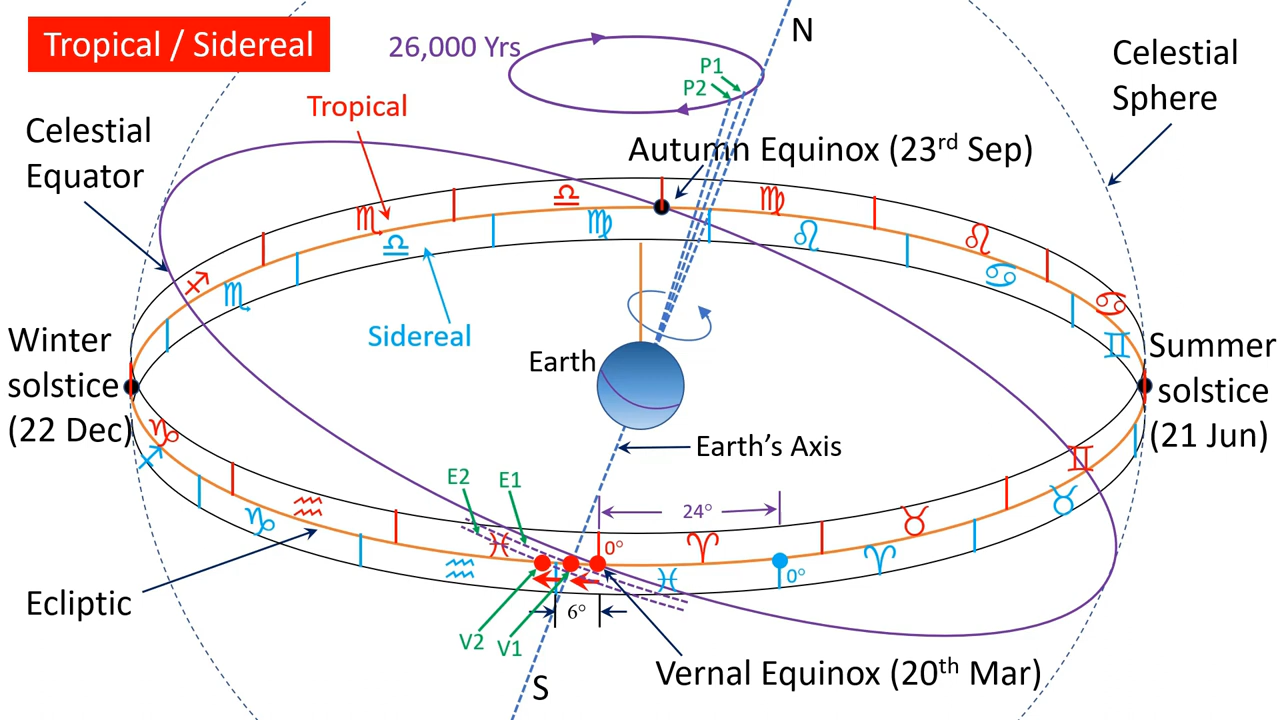 Tropical / Sidereal
26,000 Yrs
N
P1
P2
Celestial
Sphere
Tropical
Celestial
Equator
Autumn Equinox (23rd Sep)
♎
♍
♏
♍
♌
♌
♎
♋
♐
♏
♋
♊
Sidereal
Earth
Winter
solstice
(22 Dec)
Summer
solstice
(21 Jun)
♑
♐
Earth's Axis
♊
♉
E2
E1
24°
♒
♑
♓
0°
♈
♉
♒
♓
0°
♈
Ecliptic
6°
V2
V1
Vernal Equinox (20th Mar)
S